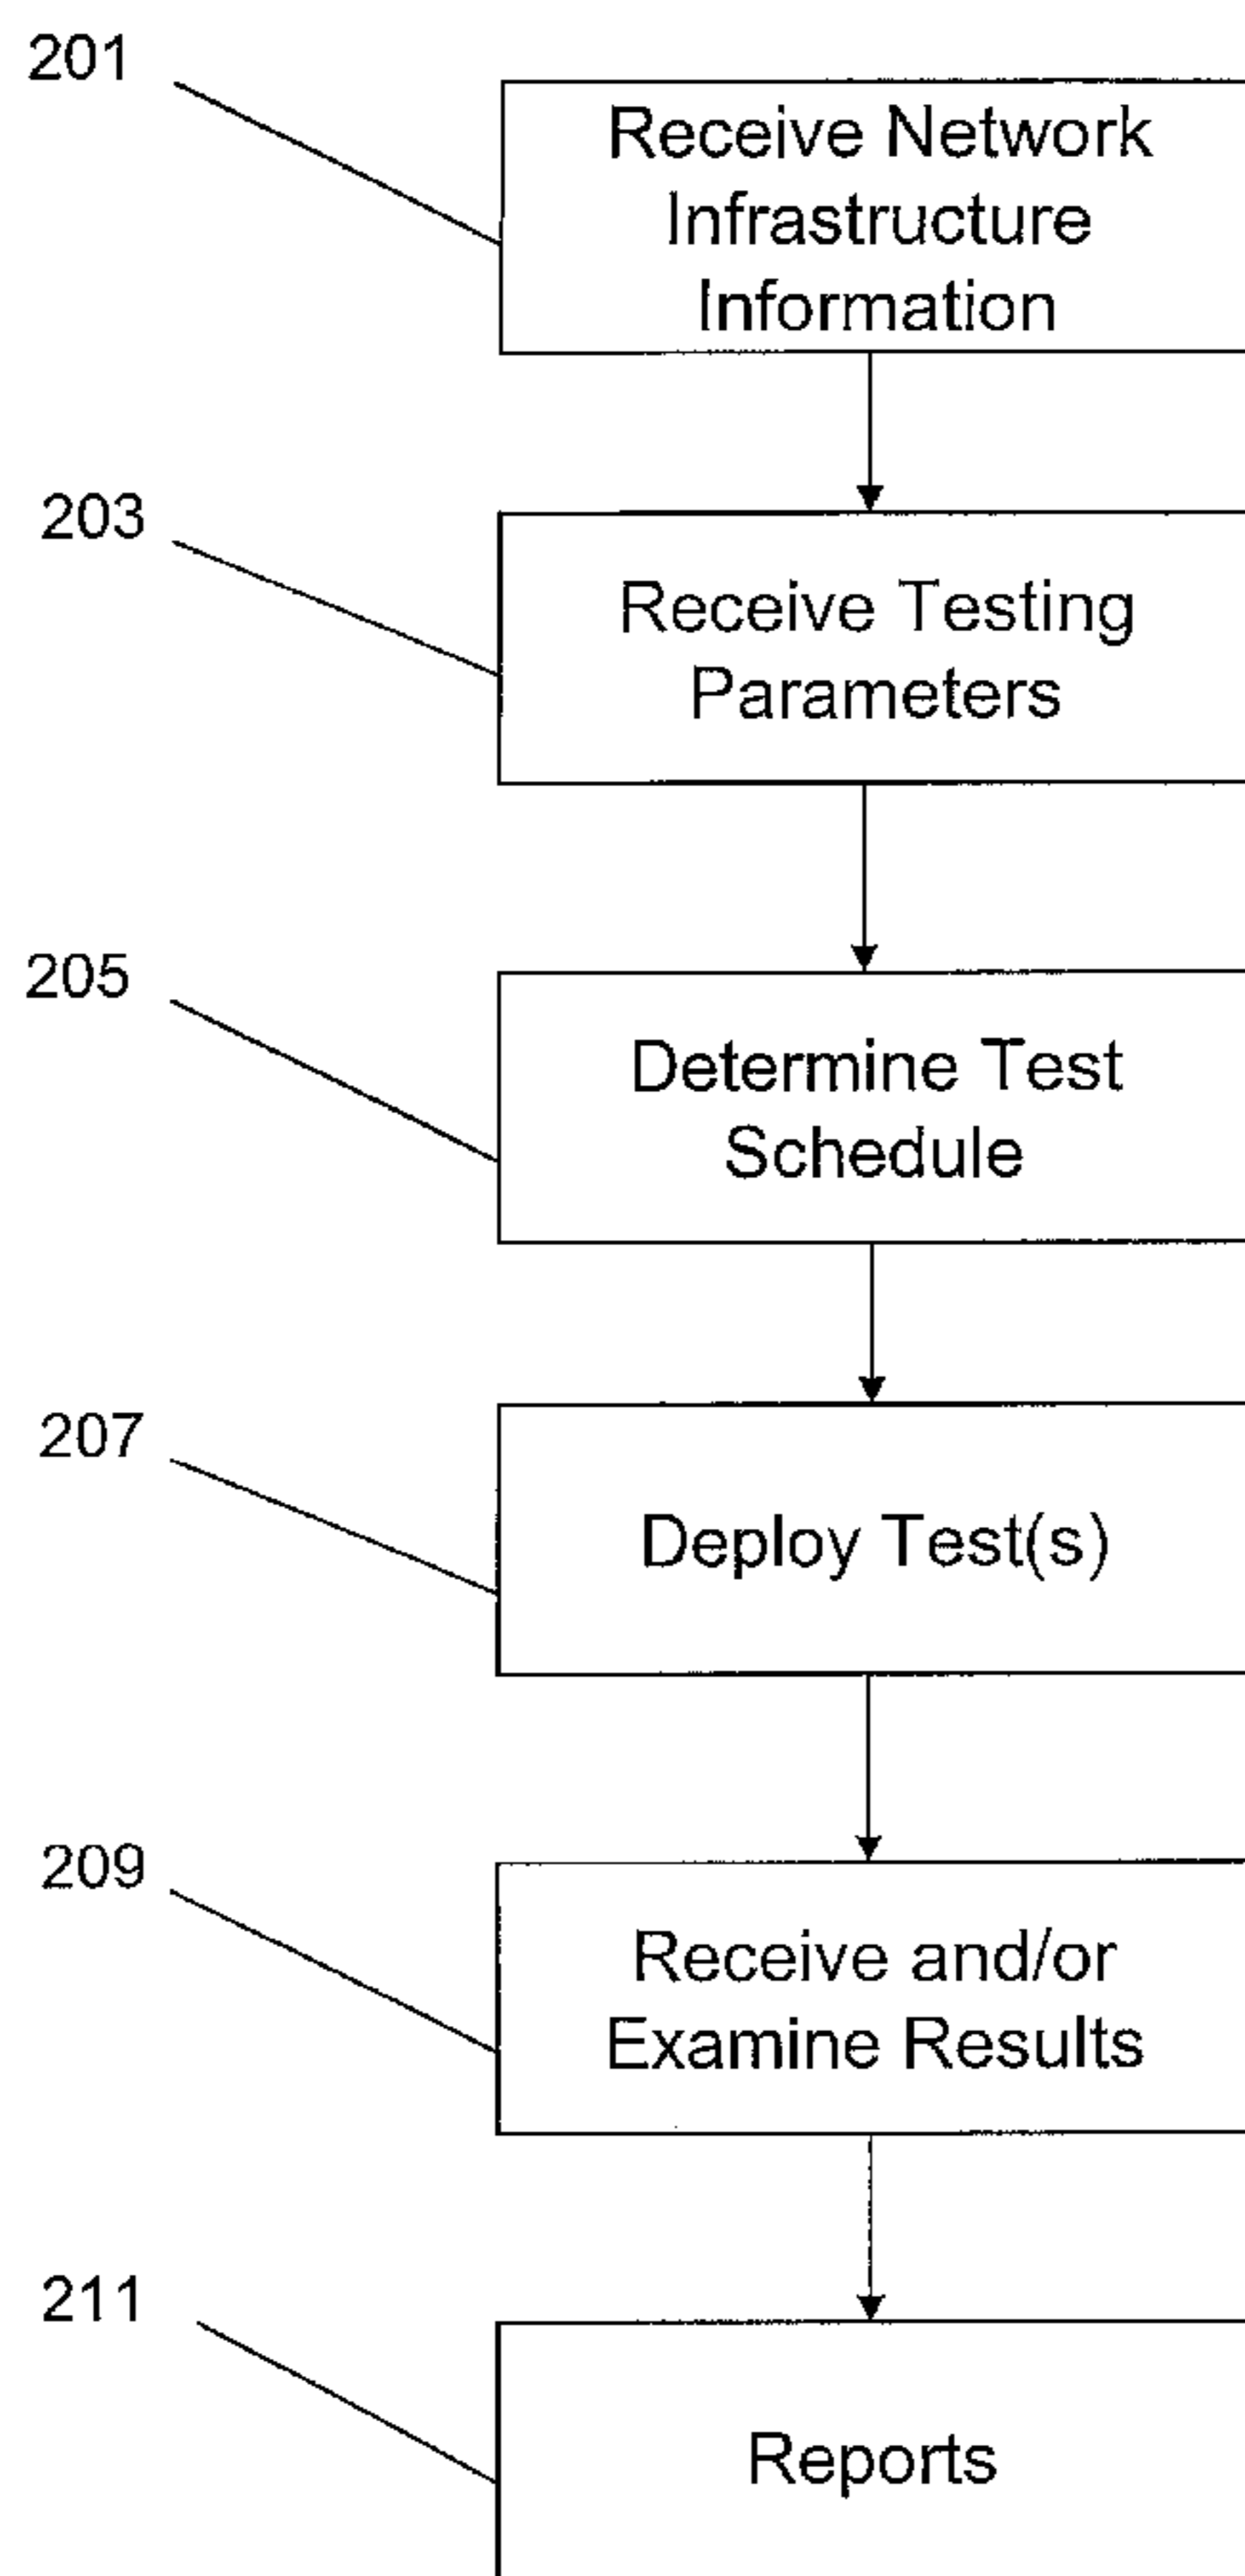 201
Receive Network
Infrastructure
Information
203
Receive Testing
Parameters
205
Determine Test
Schedule
207
Deploy Test(s)
209
Receive and/or
Examine Results
211
Reports